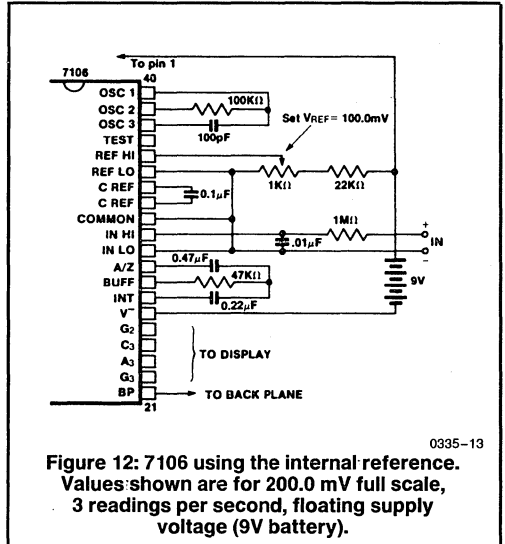 To pin 1
7106
40
OSC 1
OSC 2
100KΩ
OSC 3
100pF
Set VREF = 100.0mV
TEST
REF HI
REF LO
1KΩ
22KΩ
C REF
0.1μF
C REF
COMMON
1MΩ
IN HI
+
.01μF
IN
IN LO
−
0.47μF
A/Z
BUFF
47KΩ
9V
INT
0.22μF
V−
G2
C3
TO DISPLAY
A3
G3
BP
TO BACK PLANE
21
0335–13
Figure 12: 7106 using the internal reference.
Values shown are for 200.0 mV full scale,
3 readings per second, floating supply
voltage (9V battery).